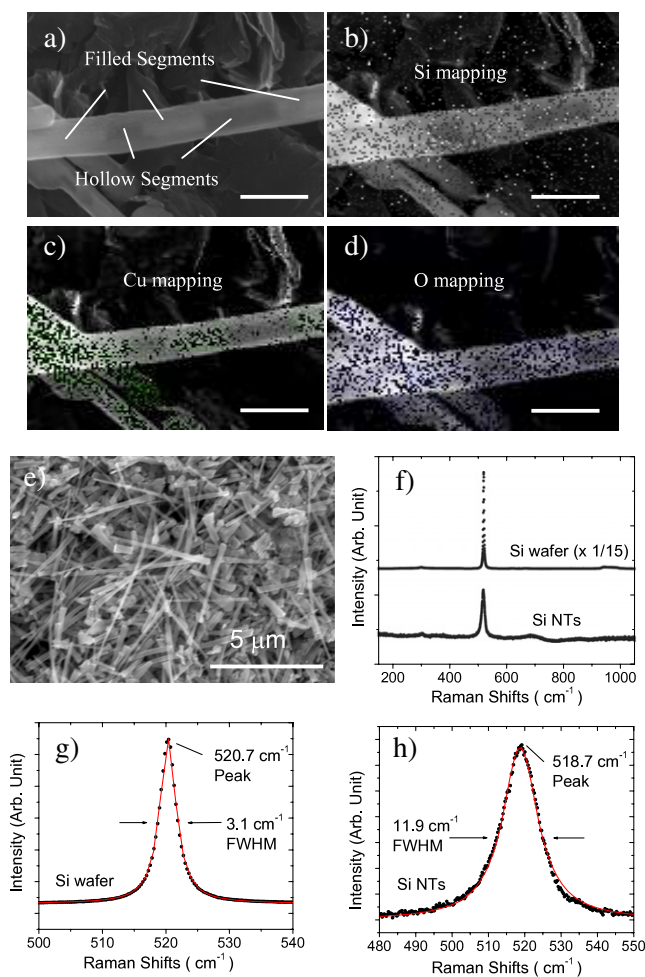 a)
Filled Segments
Hollow Segments
b)
Si mapping
c)
Cu mapping
d)
O mapping
e)
5 μm
f)
Intensity (Arb. Unit)
Si wafer (x 1/15)
Si NTs
200 400 600 800 1000
Raman Shifts ( cm⁻¹)
g)
Intensity (Arb. Unit)
520.7 cm⁻¹
Peak
3.1 cm⁻¹
FWHM
Si wafer
500 510 520 530 540
Raman Shifts (cm⁻¹)
h)
Intensity (Arb. Unit)
518.7 cm⁻¹
Peak
11.9 cm⁻¹
FWHM
Si NTs
480 490 500 510 520 530 540 550
Raman Shifts (cm⁻¹)